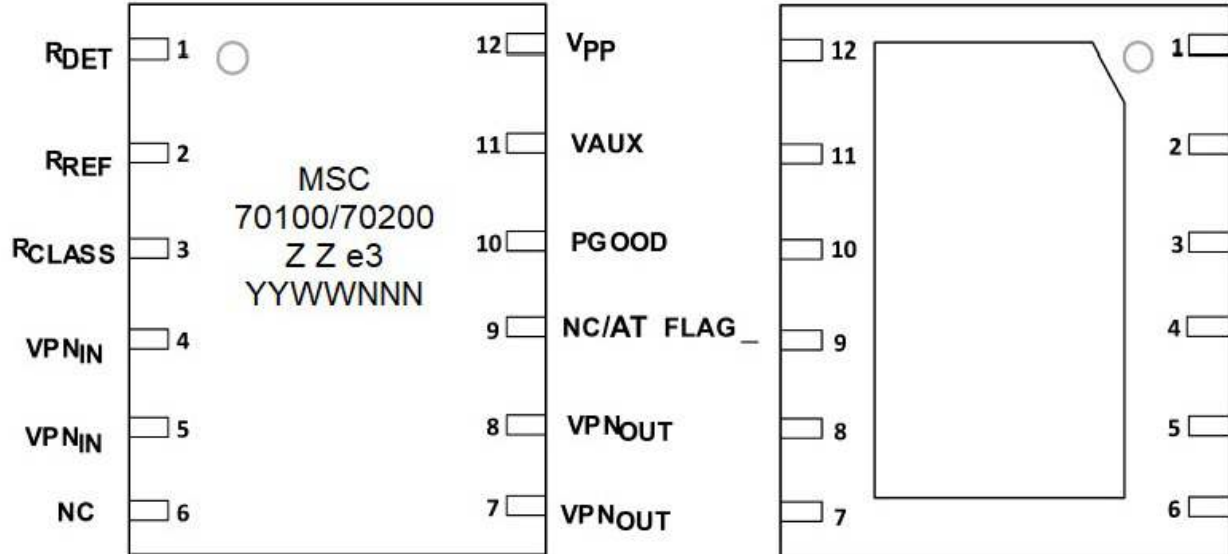 RDET 1
RREF 2
RCLASS 3
VPNIN 4
VPNIN 5
NC 6
MSC
70100/70200
Z Z e3
YYWWNNN
12 VPP
11 VAUX
10 PGOOD
9 NC/AT FLAG_
8 VPNOUT
7 VPNOUT
12
11
10
9
8
7
1
2
3
4
5
6